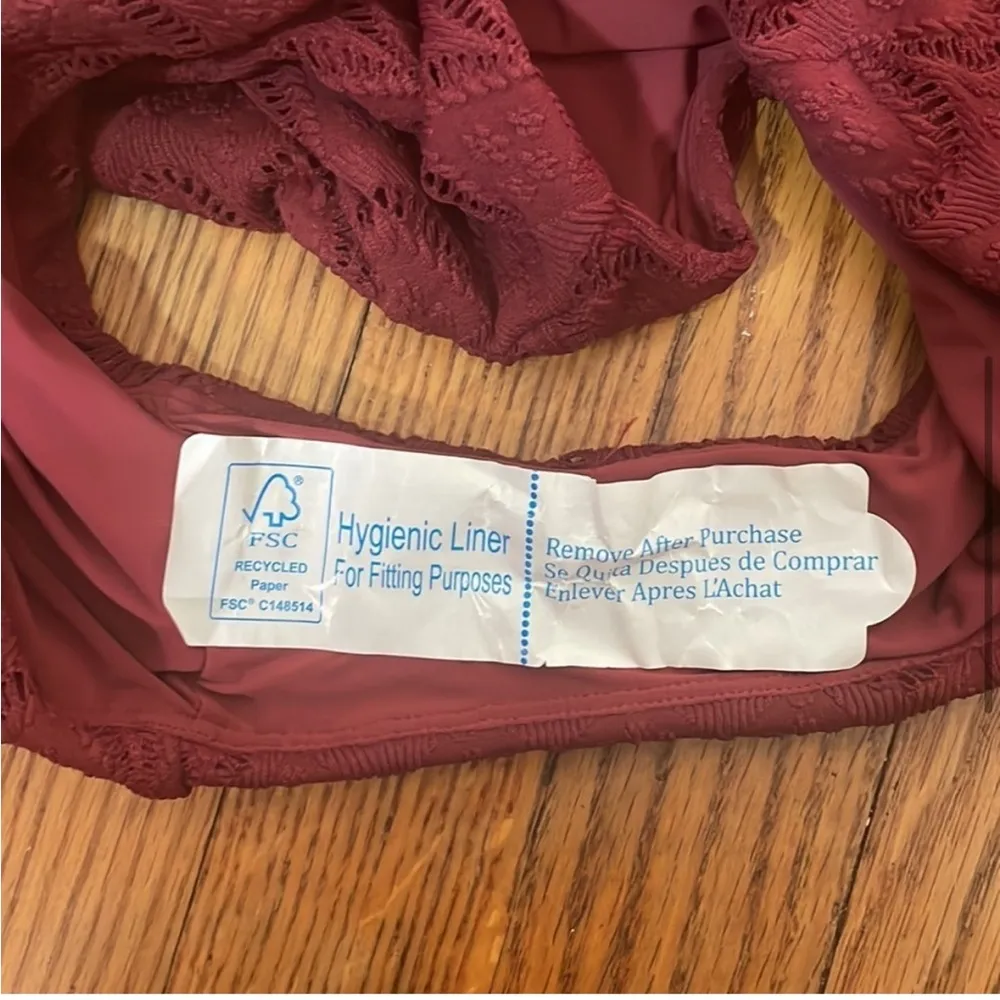 FSC®
RECYCLED
Paper
FSC® C148514
Hygienic Liner
For Fitting Purposes
Remove After Purchase
Se Quita Despues de Comprar
Enlever Apres L'Achat